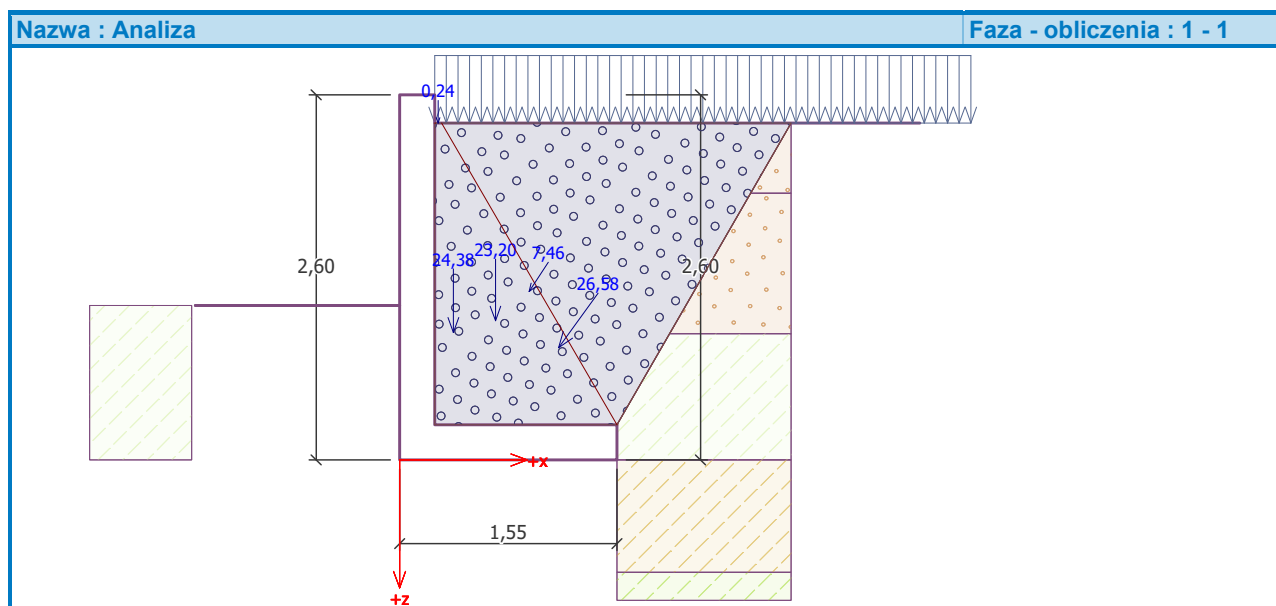 Nazwa : Analiza
Faza - obliczenia : 1 - 1
0,24
2,60
24,38
23,20
7,46
26,58
2,60
+x
1,55
+z